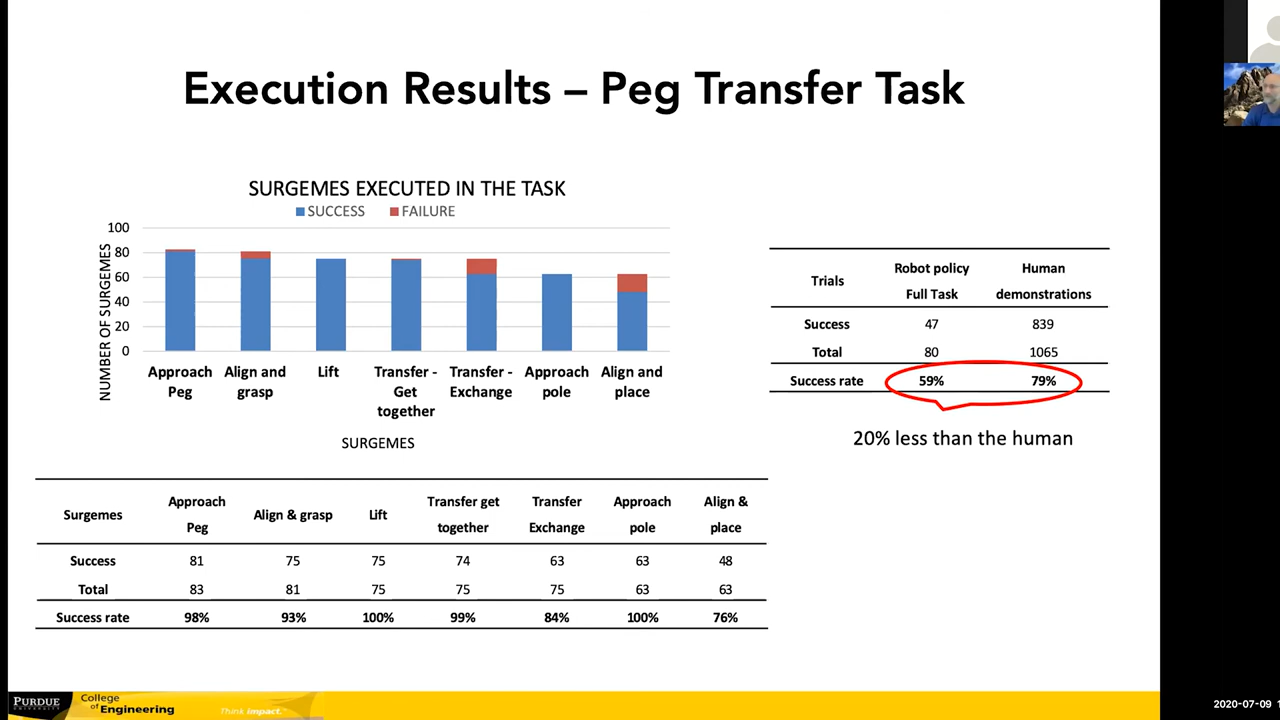 Execution Results – Peg Transfer Task
SURGEMES EXECUTED IN THE TASK
SUCCESS FAILURE
NUMBER OF SURGEMES
100
80
60
40
20
0
Approach Peg
Align and grasp
Lift
Transfer - Get together
Transfer - Exchange
Approach pole
Align and place
SURGEMES
Trials Robot policy Full Task Human demonstrations
Success 47 839
Total 80 1065
Success rate 59% 79%
20% less than the human
Surgemes Approach Peg Align & grasp Lift Transfer get together Transfer Exchange Approach pole Align & place
Success 81 75 75 74 63 63 48
Total 83 81 75 75 75 63 63
Success rate 98% 93% 100% 99% 84% 100% 76%
PURDUE
College of Engineering
Think impact.
2020-07-09